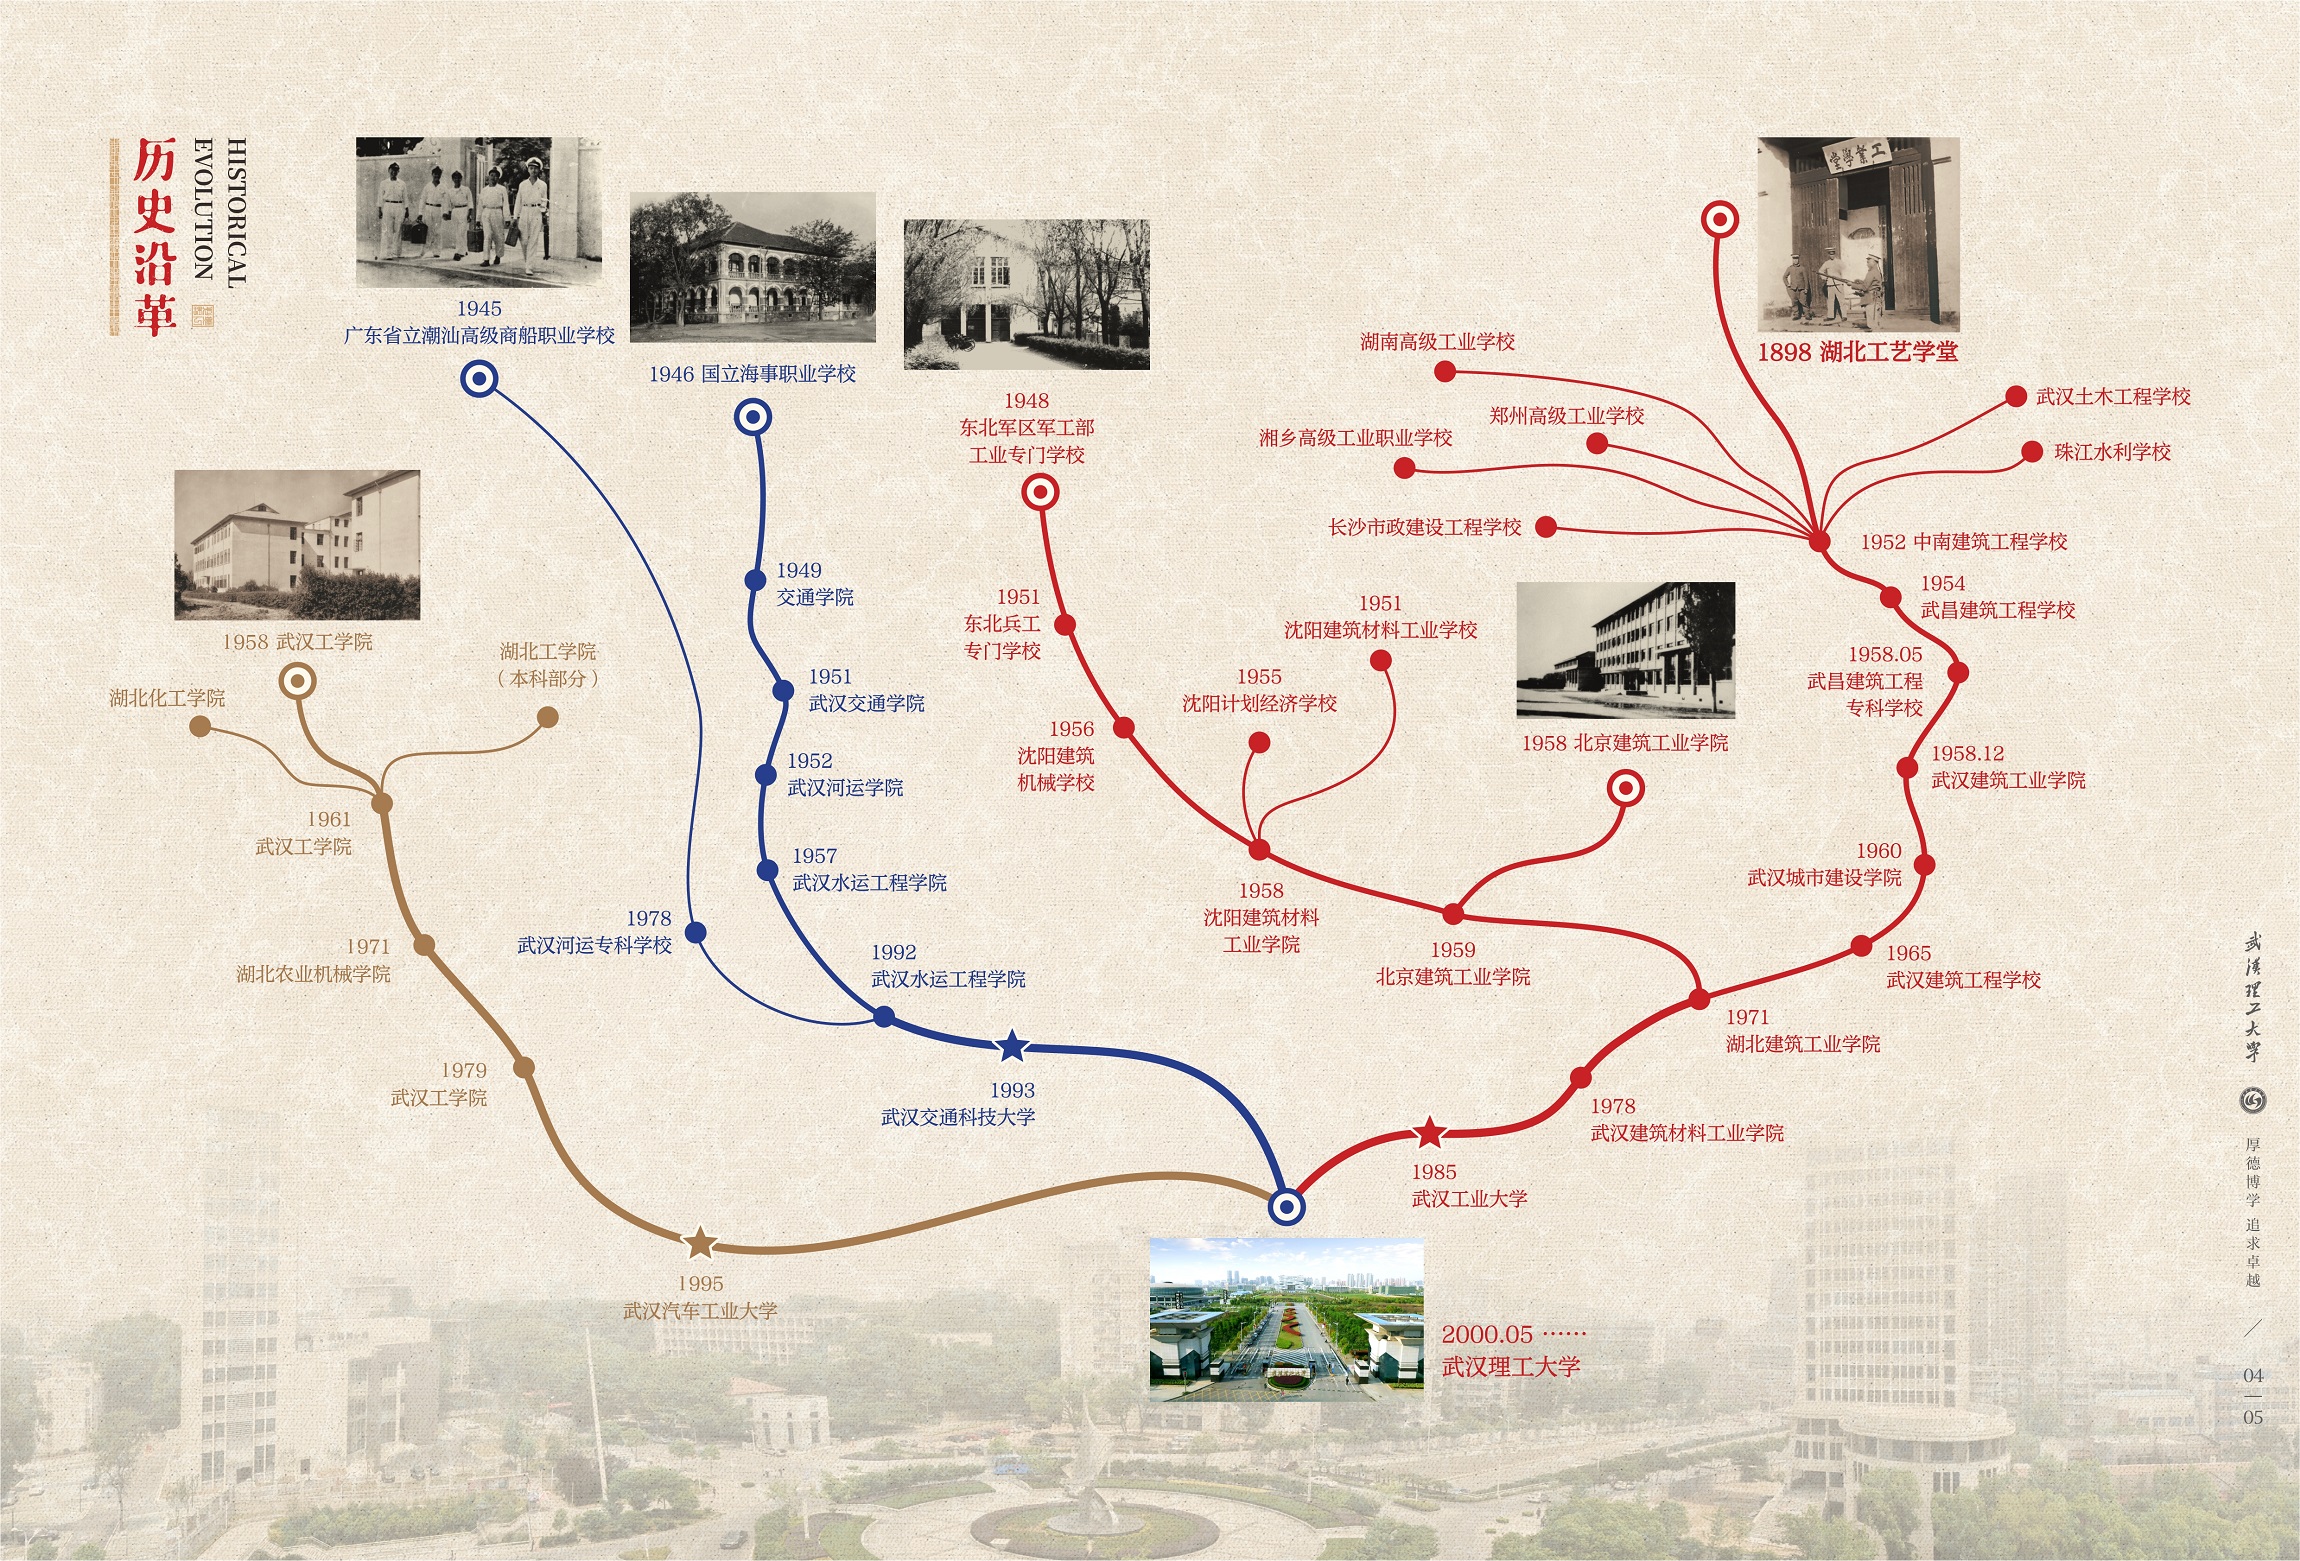 历史沿革
HISTORICAL
EVOLUTION
1945
广东省立潮汕高级商船职业学校
1946 国立海事职业学校
1948
东北军区军工部
工业专门学校
工業學堂
1898 湖北工艺学堂
湖南高级工业学校
郑州高级工业学校
湘乡高级工业职业学校
长沙市政建设工程学校
武汉土木工程学校
珠江水利学校
1952 中南建筑工程学校
1954
武昌建筑工程学校
1958.05
武昌建筑工程
专科学校
1958.12
武汉建筑工业学院
1960
武汉城市建设学院
1965
武汉建筑工程学校
1971
湖北建筑工业学院
1978
武汉建筑材料工业学院
1985
武汉工业大学
1951
东北兵工
专门学校
1956
沈阳建筑
机械学校
1955
沈阳计划经济学校
1951
沈阳建筑材料工业学校
1958
沈阳建筑材料
工业学院
1958 北京建筑工业学院
1959
北京建筑工业学院
1949
交通学院
1951
武汉交通学院
1952
武汉河运学院
1957
武汉水运工程学院
1978
武汉河运专科学校
1992
武汉水运工程学院
1993
武汉交通科技大学
1958 武汉工学院
湖北化工学院
湖北工学院
（本科部分）
1961
武汉工学院
1971
湖北农业机械学院
1979
武汉工学院
1995
武汉汽车工业大学
2000.05 ……
武汉理工大学
武漢理工大学
厚德博学 追求卓越
04
05